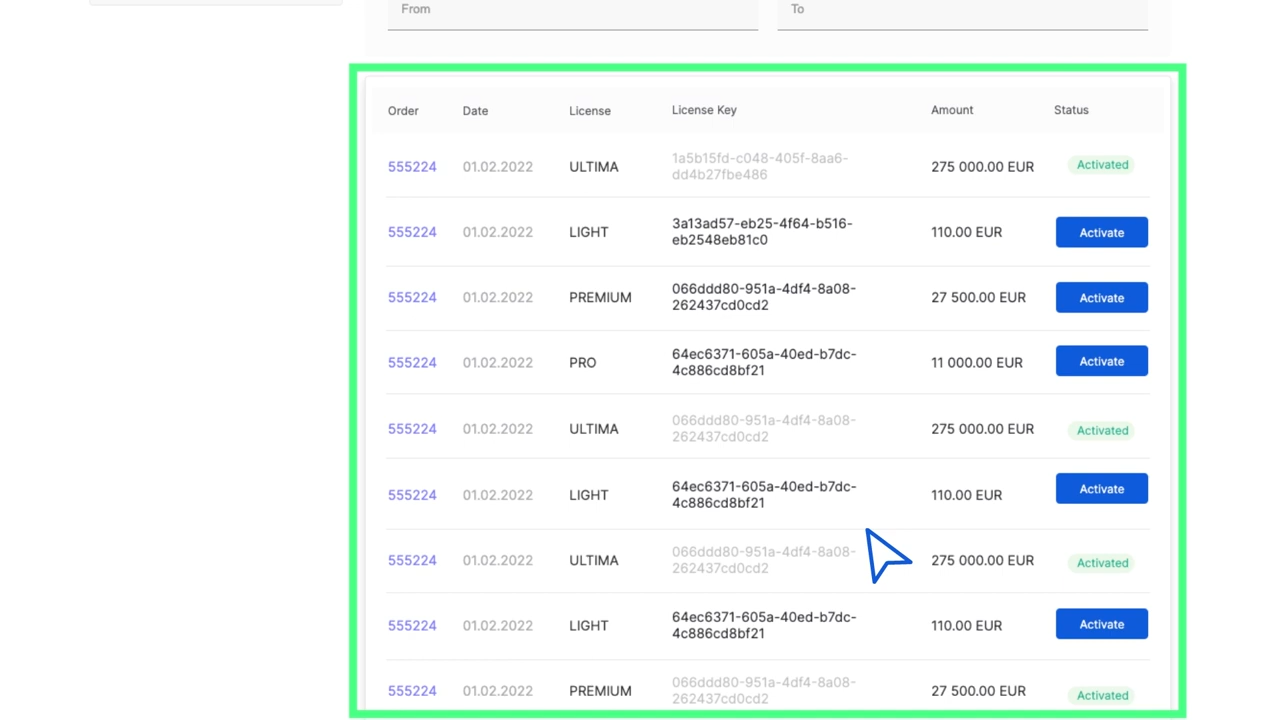 From To
Order Date License License Key Amount Status
555224 01.02.2022 ULTIMA 1a5b15fd-c048-405f-8aa6-
dd4b27fbe486 275 000.00 EUR Activated
555224 01.02.2022 LIGHT 3a13ad57-eb25-4f64-b516-
eb2548eb81c0 110.00 EUR Activate
555224 01.02.2022 PREMIUM 066ddd80-951a-4df4-8a08-
262437cd0cd2 27 500.00 EUR Activate
555224 01.02.2022 PRO 64ec6371-605a-40ed-b7dc-
4c886cd8bf21 11 000.00 EUR Activate
555224 01.02.2022 ULTIMA 066ddd80-951a-4df4-8a08-
262437cd0cd2 275 000.00 EUR Activated
555224 01.02.2022 LIGHT 64ec6371-605a-40ed-b7dc-
4c886cd8bf21 110.00 EUR Activate
555224 01.02.2022 ULTIMA 066ddd80-951a-4df4-8a08-
262437cd0cd2 275 000.00 EUR Activated
555224 01.02.2022 LIGHT 64ec6371-605a-40ed-b7dc-
4c886cd8bf21 110.00 EUR Activate
555224 01.02.2022 PREMIUM 066ddd80-951a-4df4-8a08-
262437cd0cd2 27 500.00 EUR Activated